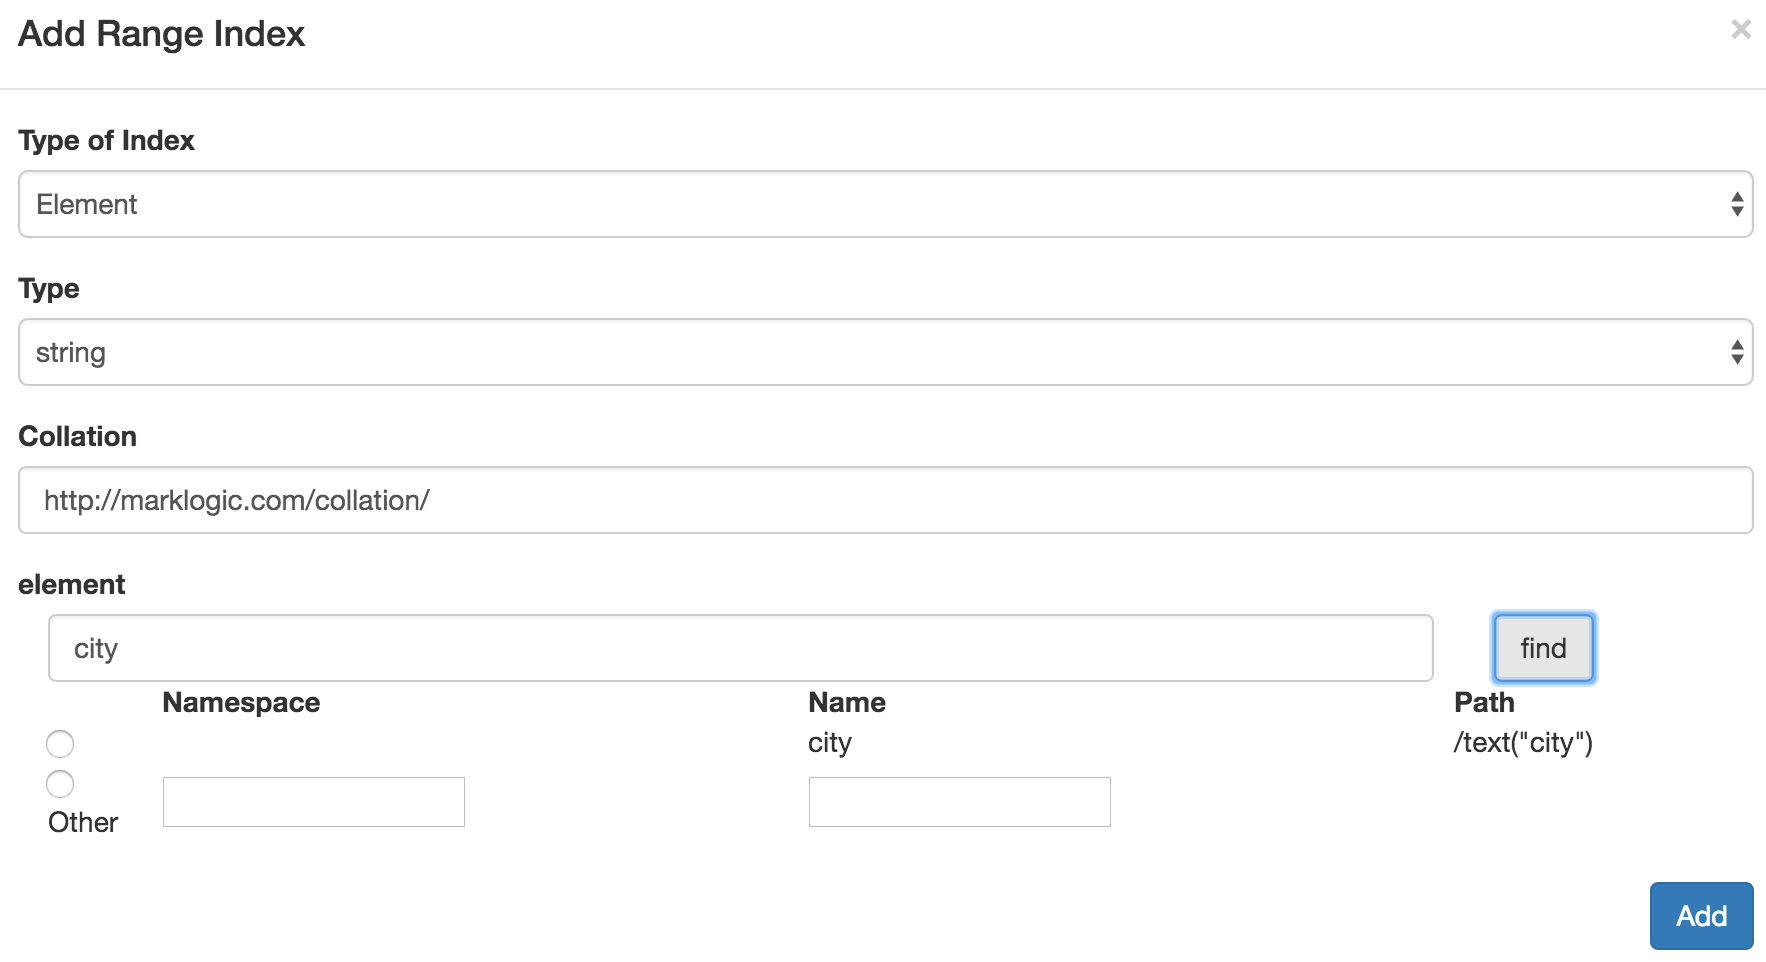 Add Range Index ×
Type of Index
Element
Type
string
Collation
http://marklogic.com/collation/
element
city find
Namespace Name Path
city /text("city")
Other
Add